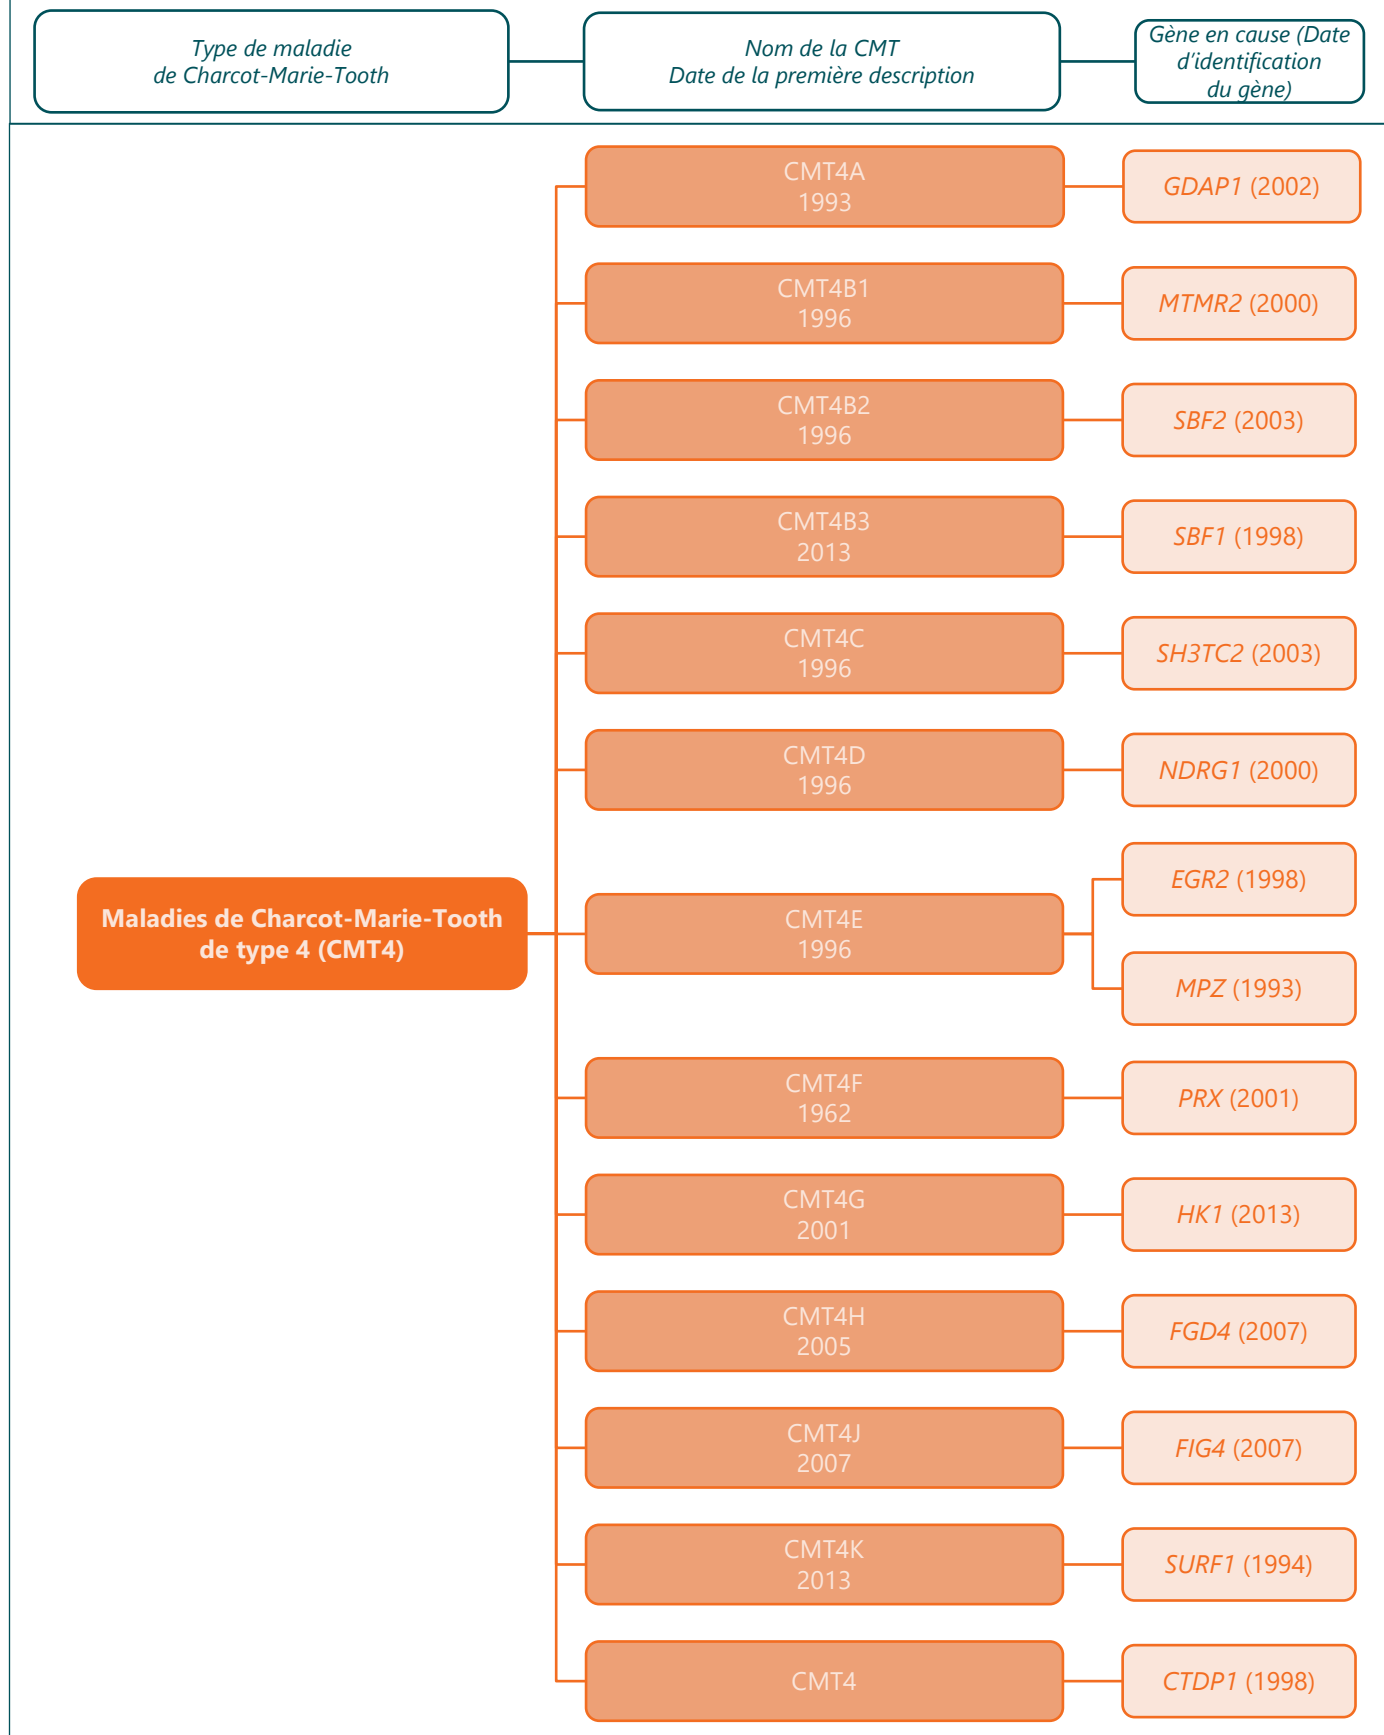 Type de maladie
de Charcot-Marie-Tooth
Nom de la CMT
Date de la première description
Gène en cause (Date
d'identification
du gène)
CMT4A
1993
GDAP1 (2002)
CMT4B1
1996
MTMR2 (2000)
CMT4B2
1996
SBF2 (2003)
CMT4B3
2013
SBF1 (1998)
CMT4C
1996
SH3TC2 (2003)
CMT4D
1996
NDRG1 (2000)
Maladies de Charcot-Marie-Tooth
de type 4 (CMT4)
CMT4E
1996
EGR2 (1998)
MPZ (1993)
CMT4F
1962
PRX (2001)
CMT4G
2001
HK1 (2013)
CMT4H
2005
FGD4 (2007)
CMT4J
2007
FIG4 (2007)
CMT4K
2013
SURF1 (1994)
CMT4
CTDP1 (1998)